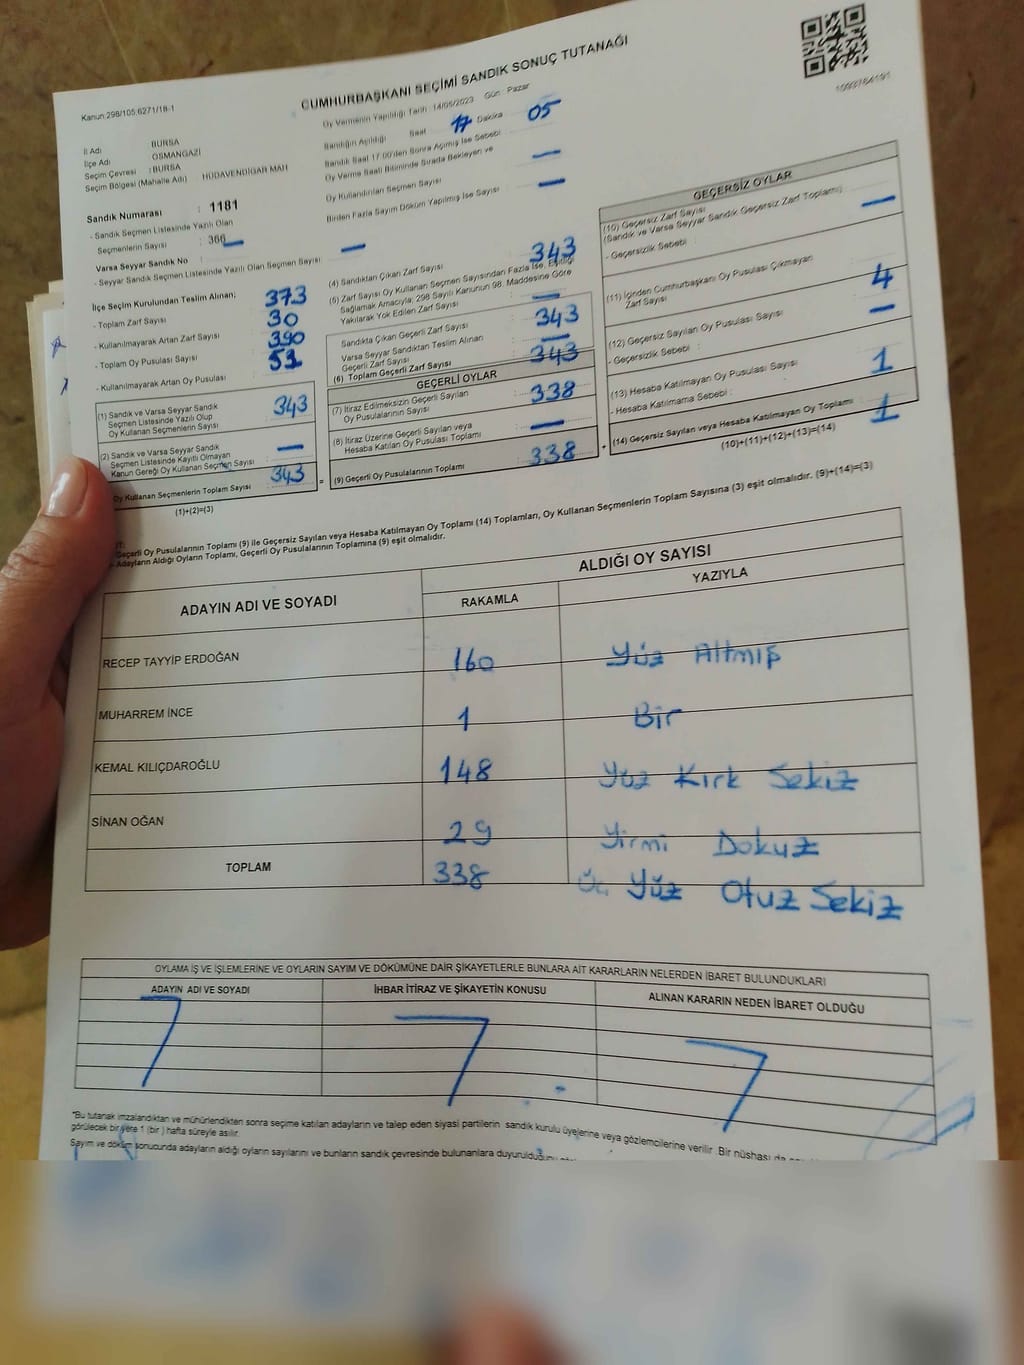 Kanun:298/105;6271/18-1
CUMHURBAŞKANI SEÇİMİ SANDIK SONUÇ TUTANAĞI
1093764191
İl Adı : BURSA
İlçe Adı : OSMANGAZİ
Seçim Çevresi : BURSA
Seçim Bölgesi (Mahalle Adı) : HÜDAVENDİGAR MAH
Sandık Numarası : 1181
- Sandık Seçmen Listesinde Yazılı Olan
Seçmenlerin Sayısı : 366
Varsa Seyyar Sandık No : —
- Seyyar Sandık Seçmen Listesinde Yazılı Olan Seçmen Sayısı : —
İlçe Seçim Kurulundan Teslim Alınan;
- Toplam Zarf Sayısı : 373
- Kullanılmayarak Artan Zarf Sayısı : 30
- Toplam Oy Pusulası Sayısı : 390
- Kullanılmayarak Artan Oy Pusulası :
(1) Sandık ve Varsa Seyyar Sandık
Seçmen Listesinde Yazılı Olup
Oy Kullanan Seçmenlerin Sayısı : 343
(2) Sandık ve Varsa Seyyar Sandık
Seçmen Listesinde Kayıtlı Olmayan
Kanun Gereği Oy Kullanan Seçmen Sayısı : —
Oy Kullanan Seçmenlerin Toplam Sayısı : 343
(1)+(2)=(3)
Oy Vermenin Yapıldığı Tarih : 14/05/2023 Gün : Pazar
Sandığın Açıldığı Saat : 17 Dakika : 05
Sandık Saat 17.00'den Sonra Açılmış İse Sebebi
Oy Verme Saati Bitiminde Sırada Bekleyen ve
Oy Kullandırılan Seçmen Sayısı : —
Birden Fazla Sayım Döküm Yapılmış İse Sayısı : —
(4) Sandıktan Çıkan Zarf Sayısı : 343
(5) Zarf Sayısı Oy Kullanan Seçmen Sayısından Fazla İse, Eşitliği
Sağlamak Amacıyla; 298 Sayılı Kanunun 98. Maddesine Göre
Yakılarak Yok Edilen Zarf Sayısı : —
Sandıkta Çıkan Geçerli Zarf Sayısı : 343
Varsa Seyyar Sandıktan Teslim Alınan
Geçerli Zarf Sayısı : —
(6) Toplam Geçerli Zarf Sayısı : 343
GEÇERLİ OYLAR
(7) İtiraz Edilmeksizin Geçerli Sayılan
Oy Pusulalarının Sayısı : 338
(8) İtiraz Üzerine Geçerli Sayılan veya
Hesaba Katılan Oy Pusulası Toplamı : —
(9) Geçerli Oy Pusulalarının Toplamı : 338
GEÇERSİZ OYLAR
(10) Geçersiz Zarf Sayısı
(Sandık ve Varsa Seyyar Sandık Geçersiz Zarf Toplamı) : —
- Geçersizlik Sebebi :
(11) İçinden Cumhurbaşkanı Oy Pusulası Çıkmayan
Zarf Sayısı : 4
(12) Geçersiz Sayılan Oy Pusulası Sayısı : —
- Geçersizlik Sebebi :
(13) Hesaba Katılmayan Oy Pusulası Sayısı : 1
- Hesaba Katılmama Sebebi :
(14) Geçersiz Sayılan veya Hesaba Katılmayan Oy Toplamı : 1
(10)+(11)+(12)+(13)=(14)
Geçerli Oy Pusulalarının Toplamı (9) ile Geçersiz Sayılan veya Hesaba Katılmayan Oy Toplamı (14) Toplamları, Oy Kullanan Seçmenlerin Toplam Sayısına (3) eşit olmalıdır. (9)+(14)=(3)
- Adayların Aldığı Oyların Toplamı, Geçerli Oy Pusulalarının Toplamına (9) eşit olmalıdır.
ADAYIN ADI VE SOYADI
ALDIĞI OY SAYISI
RAKAMLA YAZIYLA
RECEP TAYYİP ERDOĞAN 160 Yüz Altmış
MUHARREM İNCE 1 Bir
KEMAL KILIÇDAROĞLU 148 Yüz Kırk Sekiz
SİNAN OĞAN 29 Yirmi Dokuz
TOPLAM 338 Üç Yüz Otuz Sekiz
OYLAMA İŞ VE İŞLEMLERİNE VE OYLARIN SAYIM VE DÖKÜMÜNE DAİR ŞİKAYETLERLE BUNLARA AİT KARARLARIN NELERDEN İBARET BULUNDUKLARI
ADAYIN ADI VE SOYADI İHBAR İTİRAZ VE ŞİKAYETİN KONUSU ALINAN KARARIN NEDEN İBARET OLDUĞU
*Bu tutanak imzalandıktan ve mühürlendikten sonra seçime katılan adayların ve talep eden siyasi partilerin sandık kurulu üyelerine veya gözlemcilerine verilir. Bir nüshası da
görülecek bir yere 1 (bir) hafta süreyle asılır.
Sayım ve döküm sonucunda adayların aldığı oyların sayılarını ve bunların sandık çevresinde bulunanlara duyurulduğunu